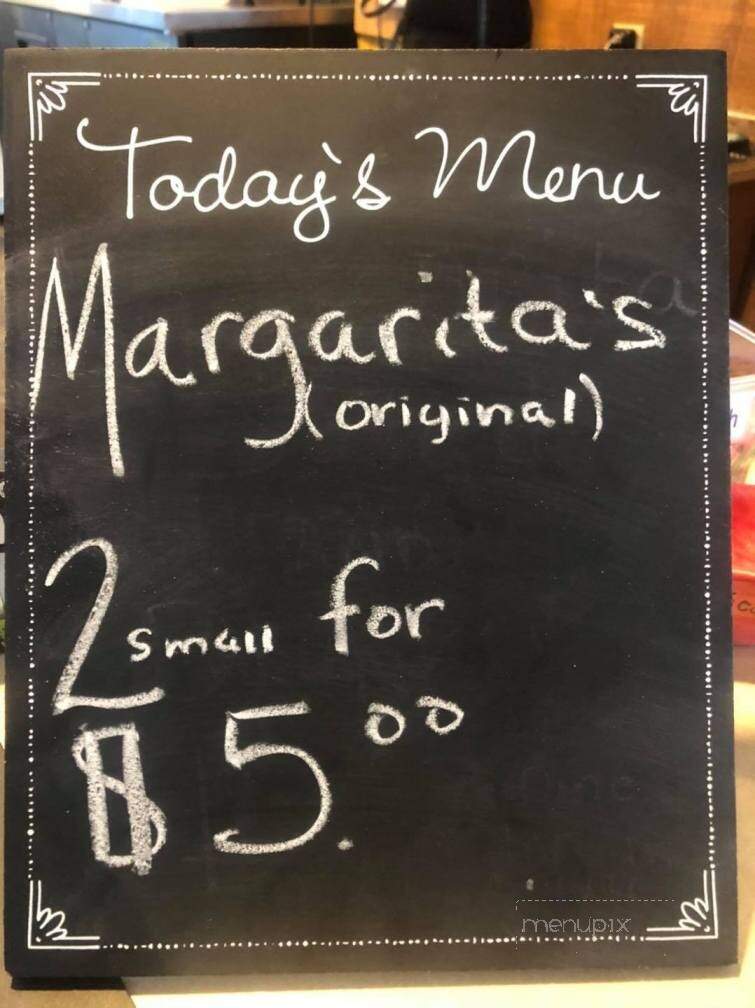 Today's Menu
Margarita's
(original)
2 small for
$5.00
menupix